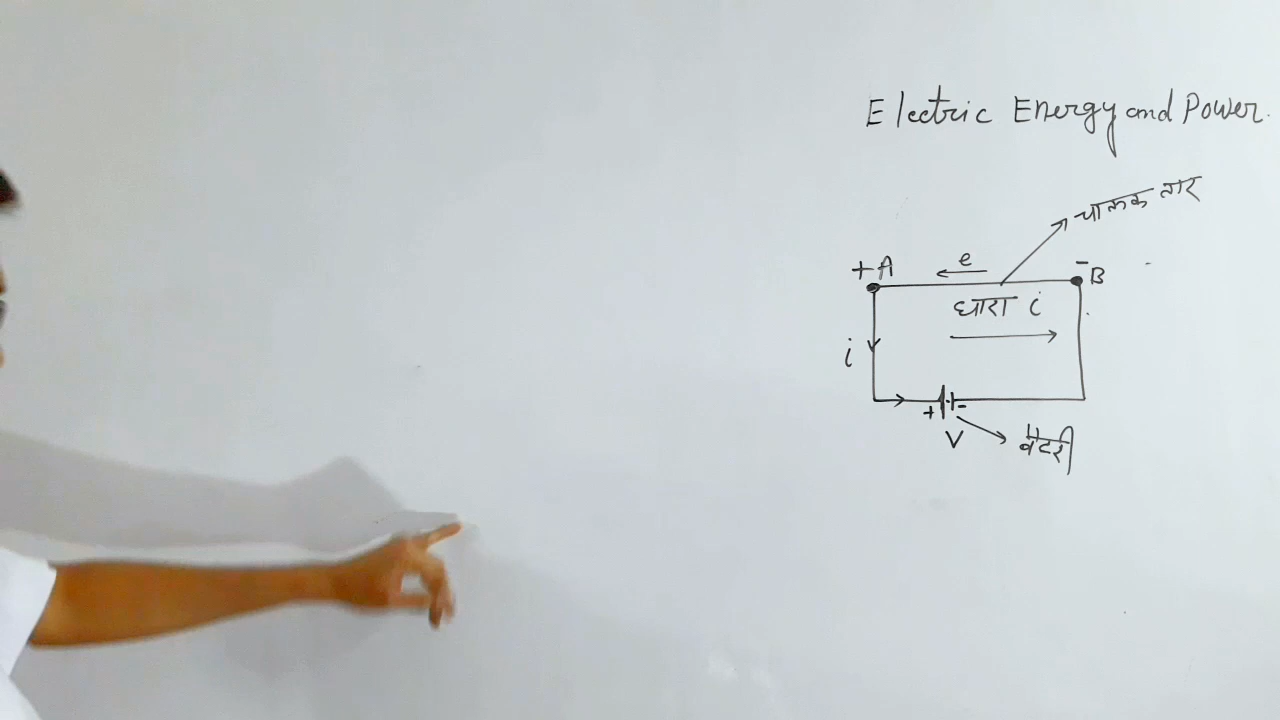 Electric Energy and Power.
चालक तार
+A
e
-
B
धारा i
i
+ -
V
बैटरी